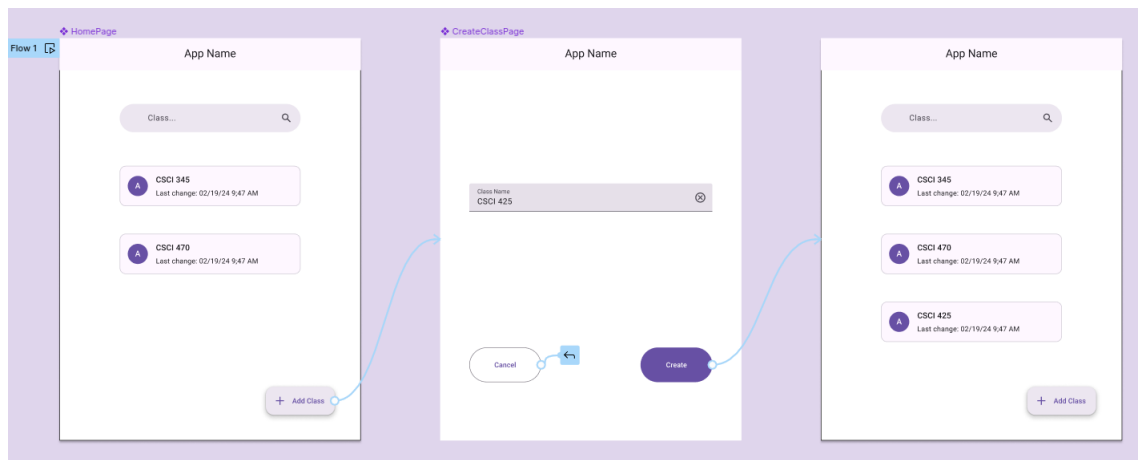 HomePage
CreateClassPage
Flow 1
App Name
Class...
A
CSCI 345
Last change: 02/19/24 9;47 AM
A
CSCI 470
Last change: 02/19/24 9;47 AM
+ Add Class
App Name
Class Name
CSCI 425
Cancel
Create
App Name
Class...
A
CSCI 345
Last change: 02/19/24 9;47 AM
A
CSCI 470
Last change: 02/19/24 9;47 AM
A
CSCI 425
Last change: 02/19/24 9;47 AM
+ Add Class